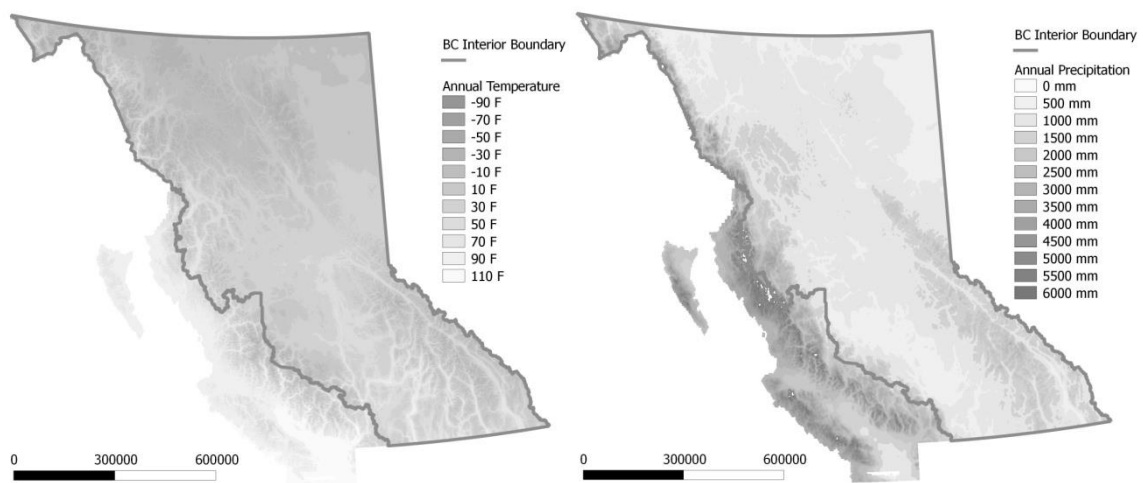 BC Interior Boundary
Annual Temperature
-90 F
-70 F
-50 F
-30 F
-10 F
10 F
30 F
50 F
70 F
90 F
110 F
0 300000 600000
BC Interior Boundary
Annual Precipitation
0 mm
500 mm
1000 mm
1500 mm
2000 mm
2500 mm
3000 mm
3500 mm
4000 mm
4500 mm
5000 mm
5500 mm
6000 mm
0 300000 600000